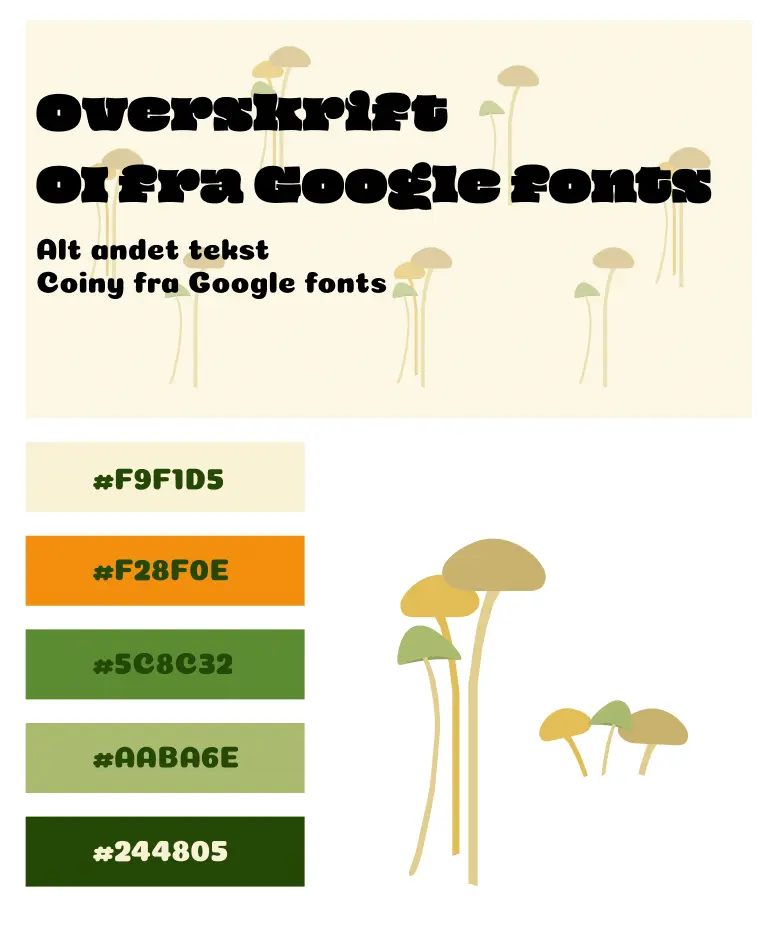 Overskrift
OI fra Google fonts
Alt andet tekst
Coiny fra Google fonts
#F9F1D5
#F28F0E
#5C8C32
#AABA6E
#244805